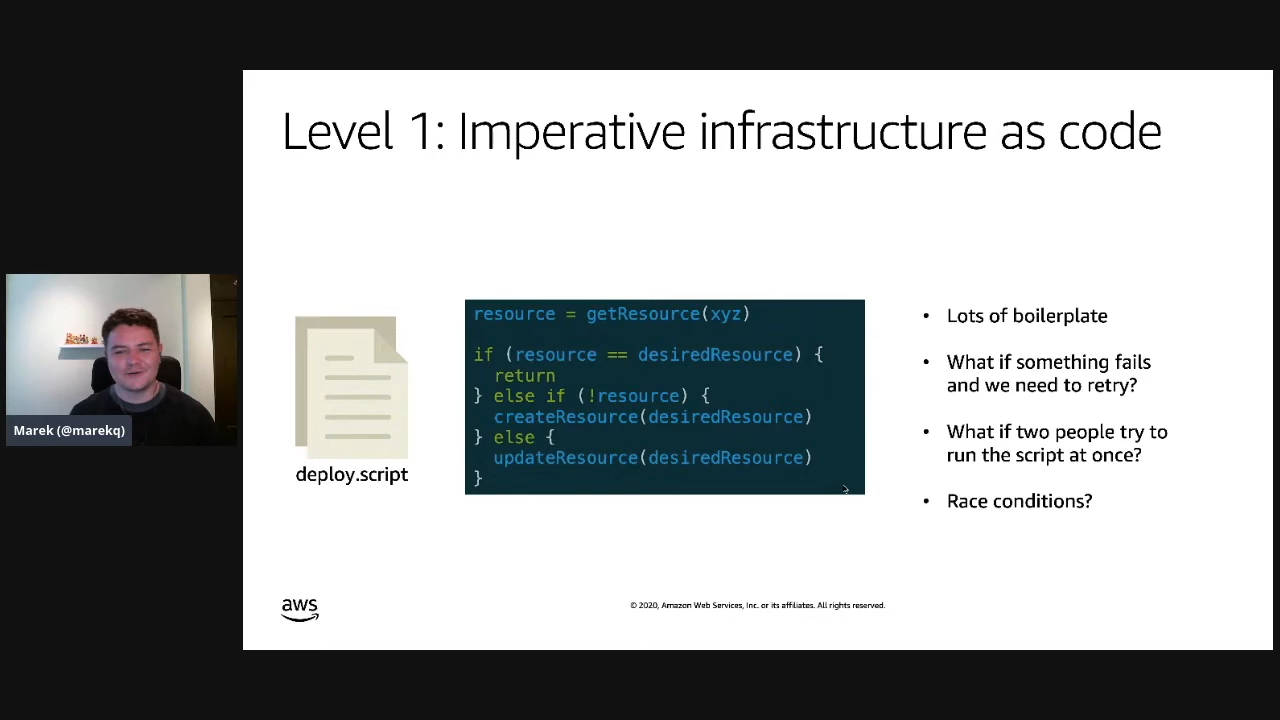 Level 1: Imperative infrastructure as code
Marek (@marekq)
deploy.script
resource = getResource(xyz)
if (resource == desiredResource) {
return
} else if (!resource) {
createResource(desiredResource)
} else {
updateResource(desiredResource)
}
• Lots of boilerplate
• What if something fails
and we need to retry?
• What if two people try to
run the script at once?
• Race conditions?
aws
© 2020, Amazon Web Services, Inc. or its affiliates. All rights reserved.